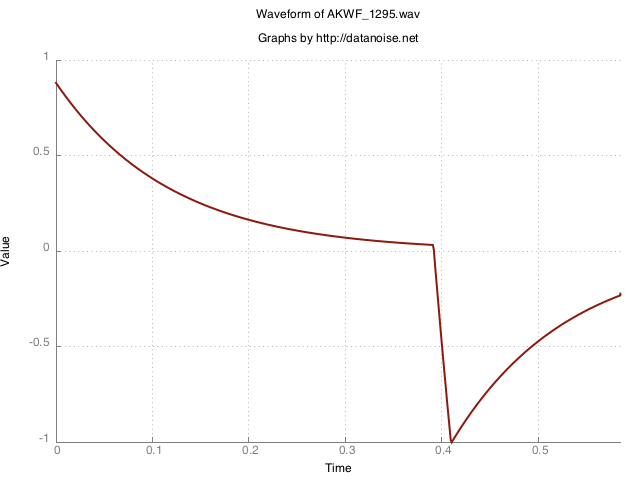 Waveform of AKWF_1295.wav
Graphs by http://datanoise.net
1
0.5
0
-0.5
-1
Value
0 0.1 0.2 0.3 0.4 0.5
Time